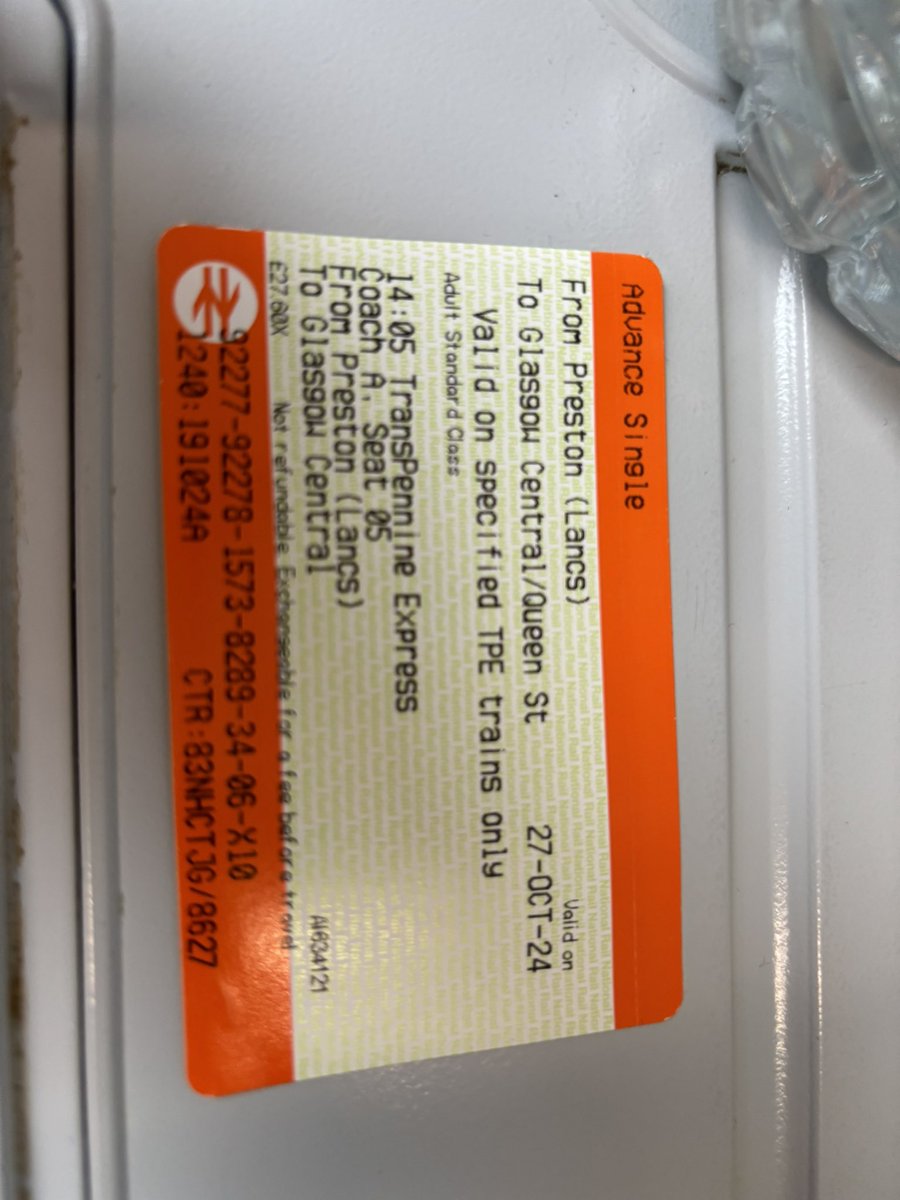 Advance Single
From Preston (Lancs) Valid on
To Glasgow Central/Queen St 27-OCT-24
Valid on specified TPE trains only
Adult Standard Class
14:05 TransPennine Express
Coach A, Seat 05
From Preston (Lancs)
To Glasgow Central A1634121
£27.60X Not refundable Exchangeable for a fee before travel
92277-92278-1573-8289-34-06-X10
1240:191024A CTR:83NHCTJG/8627